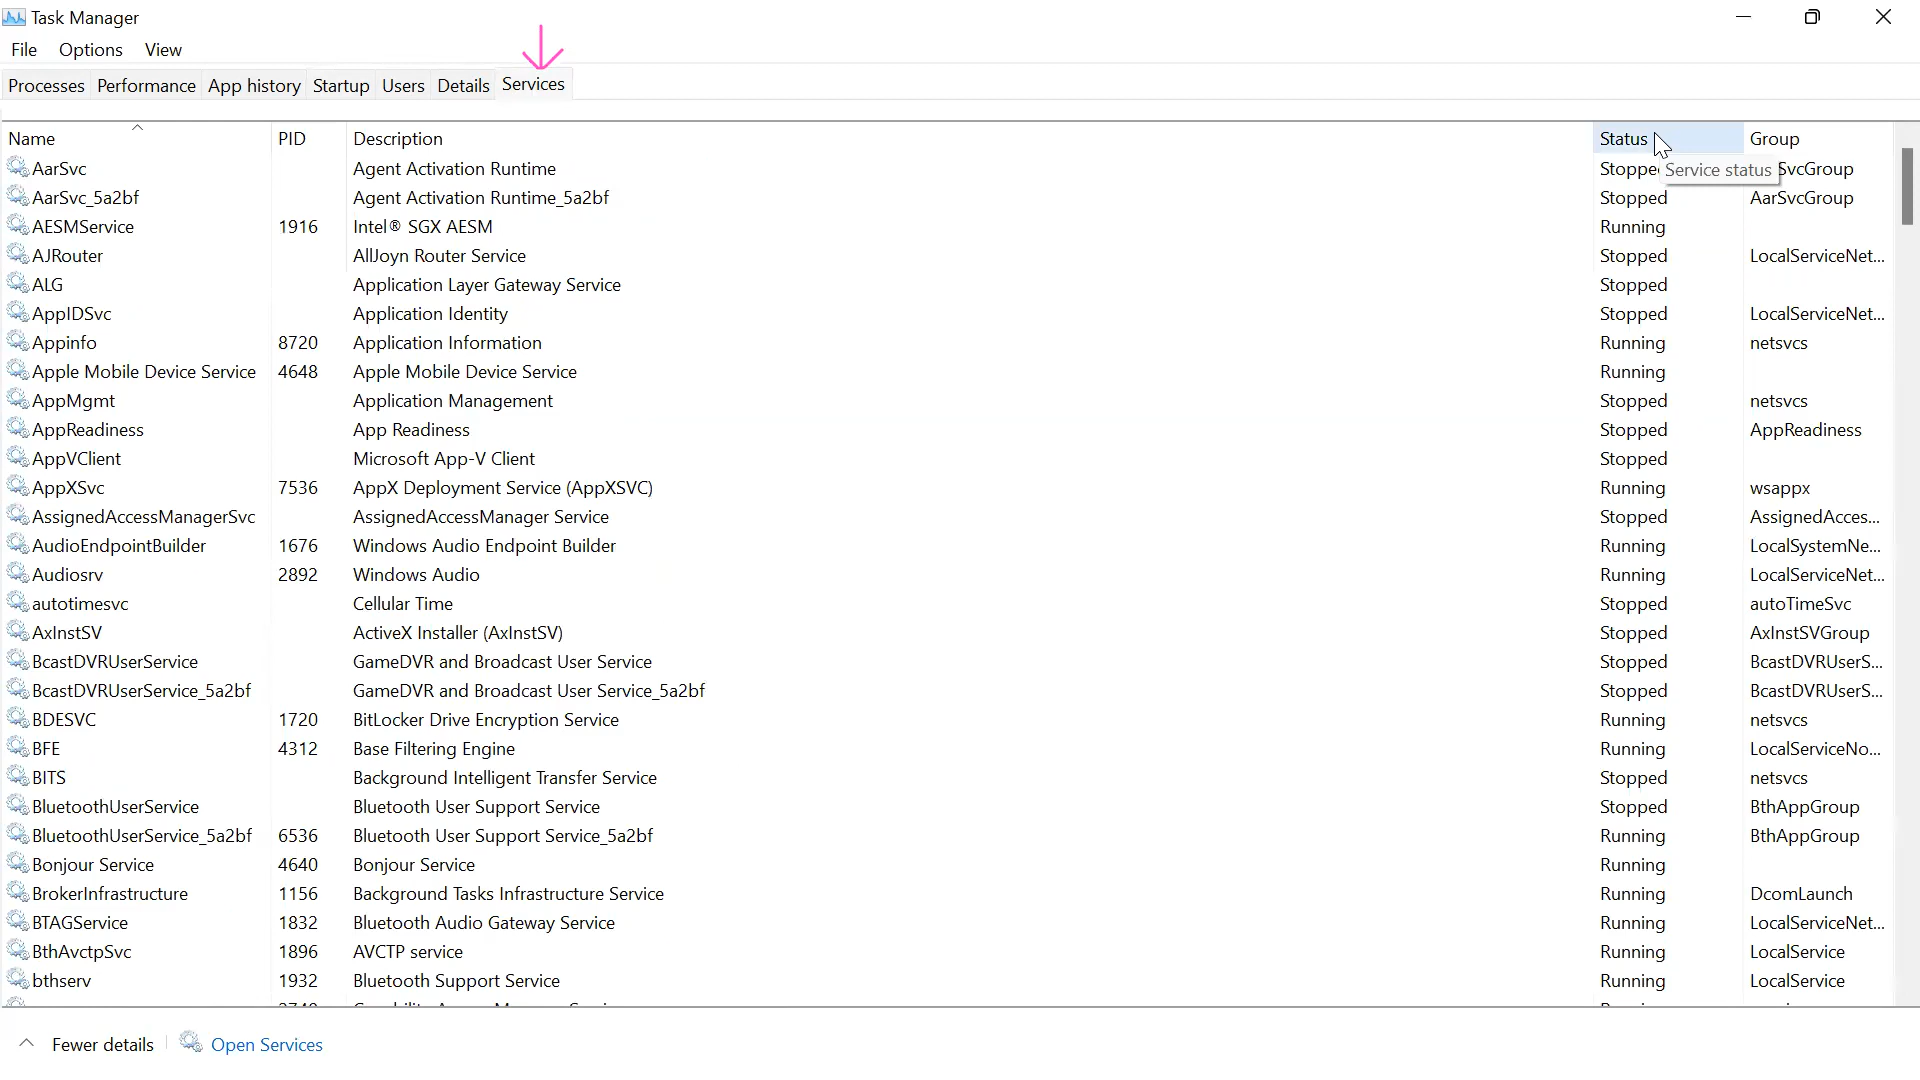 Task Manager
File Options View
Processes Performance App history Startup Users Details Services
Name PID Description Status Group
AarSvc Agent Activation Runtime SvcGroup
Service status
AarSvc_5a2bf Agent Activation Runtime_5a2bf Stopped AarSvcGroup
AESMService 1916 Intel® SGX AESM Running
AJRouter AllJoyn Router Service Stopped LocalServiceNet...
ALG Application Layer Gateway Service Stopped
AppIDSvc Application Identity Stopped LocalServiceNet...
Appinfo 8720 Application Information Running netsvcs
Apple Mobile Device Service 4648 Apple Mobile Device Service Running
AppMgmt Application Management Stopped netsvcs
AppReadiness App Readiness Stopped AppReadiness
AppVClient Microsoft App-V Client Stopped
AppXSvc 7536 AppX Deployment Service (AppXSVC) Running wsappx
AssignedAccessManagerSvc AssignedAccessManager Service Stopped AssignedAcces...
AudioEndpointBuilder 1676 Windows Audio Endpoint Builder Running LocalSystemNe...
Audiosrv 2892 Windows Audio Running LocalServiceNet...
autotimesvc Cellular Time Stopped autoTimeSvc
AxInstSV ActiveX Installer (AxInstSV) Stopped AxInstSVGroup
BcastDVRUserService GameDVR and Broadcast User Service Stopped BcastDVRUserS...
BcastDVRUserService_5a2bf GameDVR and Broadcast User Service_5a2bf Stopped BcastDVRUserS...
BDESVC 1720 BitLocker Drive Encryption Service Running netsvcs
BFE 4312 Base Filtering Engine Running LocalServiceNo...
BITS Background Intelligent Transfer Service Stopped netsvcs
BluetoothUserService Bluetooth User Support Service Stopped BthAppGroup
BluetoothUserService_5a2bf 6536 Bluetooth User Support Service_5a2bf Running BthAppGroup
Bonjour Service 4640 Bonjour Service Running
BrokerInfrastructure 1156 Background Tasks Infrastructure Service Running DcomLaunch
BTAGService 1832 Bluetooth Audio Gateway Service Running LocalServiceNet...
BthAvctpSvc 1896 AVCTP service Running LocalService
bthserv 1932 Bluetooth Support Service Running LocalService
Fewer details Open Services